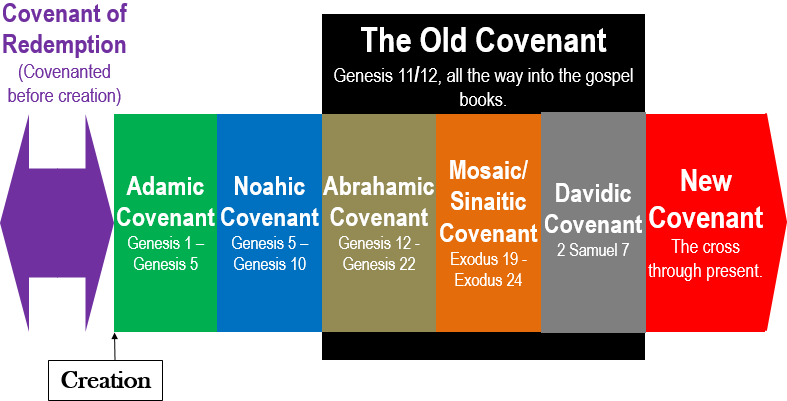 Covenant of
Redemption
(Covenanted
before creation)
The Old Covenant
Genesis 11/12, all the way into the gospel
books.
Adamic
Covenant
Genesis 1 –
Genesis 5
Noahic
Covenant
Genesis 5 –
Genesis 10
Abrahamic
Covenant
Genesis 12 -
Genesis 22
Mosaic/
Sinaitic
Covenant
Exodus 19 -
Exodus 24
Davidic
Covenant
2 Samuel 7
New
Covenant
The cross
through present.
Creation